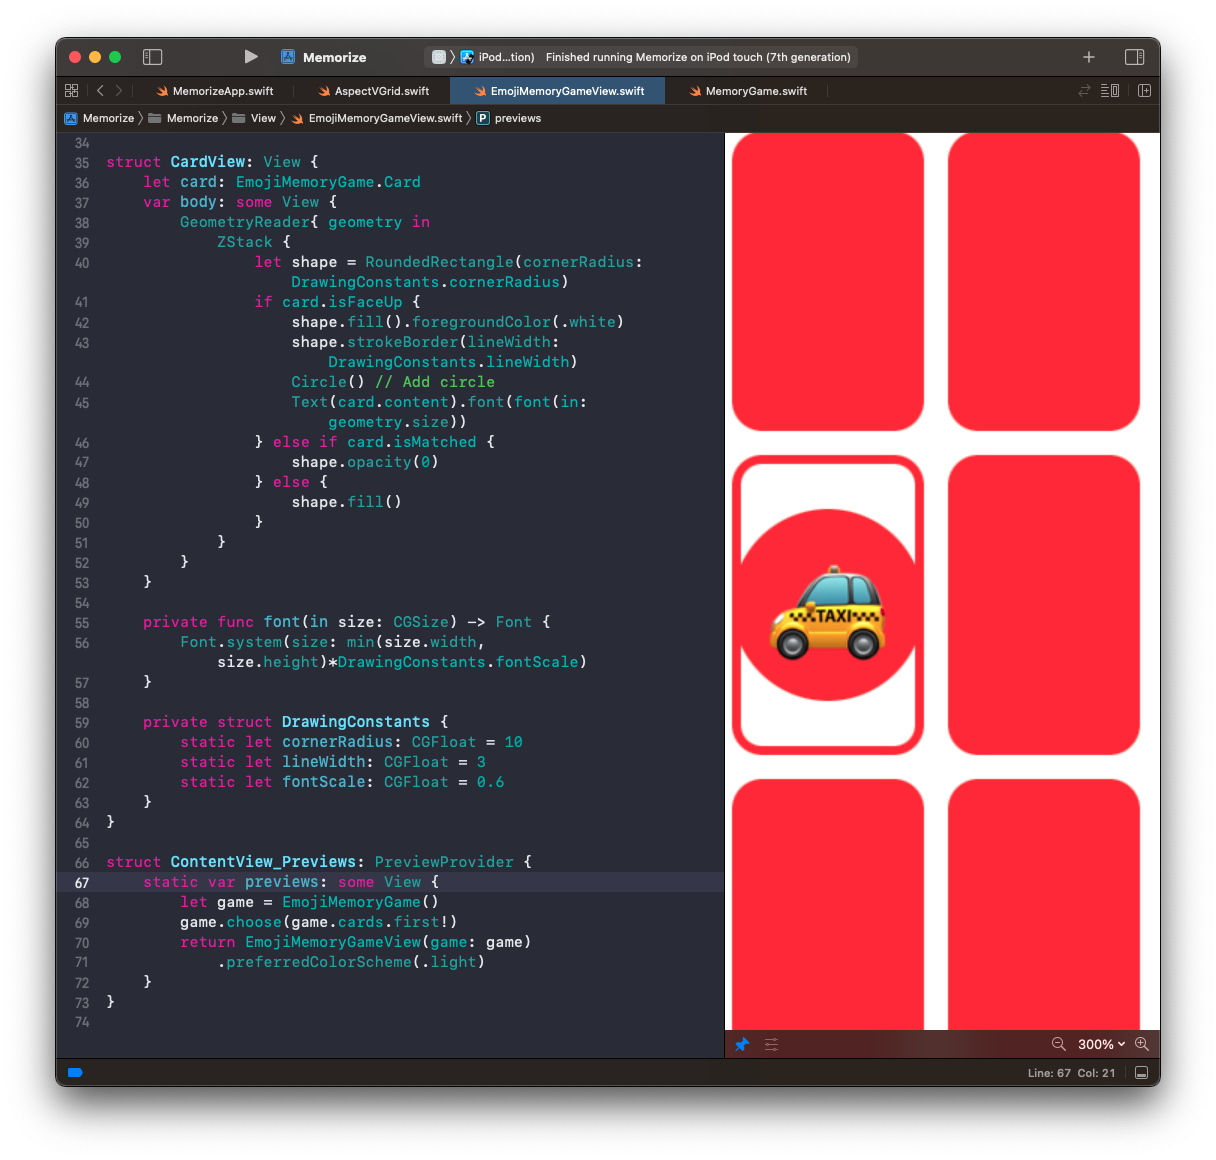 Memorize
iPod...tion)
Finished running Memorize on iPod touch (7th generation)
MemorizeApp.swift
AspectVGrid.swift
EmojiMemoryGameView.swift
MemoryGame.swift
Memorize
Memorize
View
EmojiMemoryGameView.swift
P previews
34
35 struct CardView: View {
36 let card: EmojiMemoryGame.Card
37 var body: some View {
38 GeometryReader{ geometry in
39 ZStack {
40 let shape = RoundedRectangle(cornerRadius:
DrawingConstants.cornerRadius)
41 if card.isFaceUp {
42 shape.fill().foregroundColor(.white)
43 shape.strokeBorder(lineWidth:
DrawingConstants.lineWidth)
44 Circle() // Add circle
45 Text(card.content).font(font(in:
geometry.size))
46 } else if card.isMatched {
47 shape.opacity(0)
48 } else {
49 shape.fill()
50 }
51 }
52 }
53 }
54
55 private func font(in size: CGSize) -> Font {
56 Font.system(size: min(size.width,
size.height)*DrawingConstants.fontScale)
57 }
58
59 private struct DrawingConstants {
60 static let cornerRadius: CGFloat = 10
61 static let lineWidth: CGFloat = 3
62 static let fontScale: CGFloat = 0.6
63 }
64 }
65
66 struct ContentView_Previews: PreviewProvider {
67 static var previews: some View {
68 let game = EmojiMemoryGame()
69 game.choose(game.cards.first!)
70 return EmojiMemoryGameView(game: game)
71 .preferredColorScheme(.light)
72 }
73 }
74
TAXI
300%
Line: 67 Col: 21